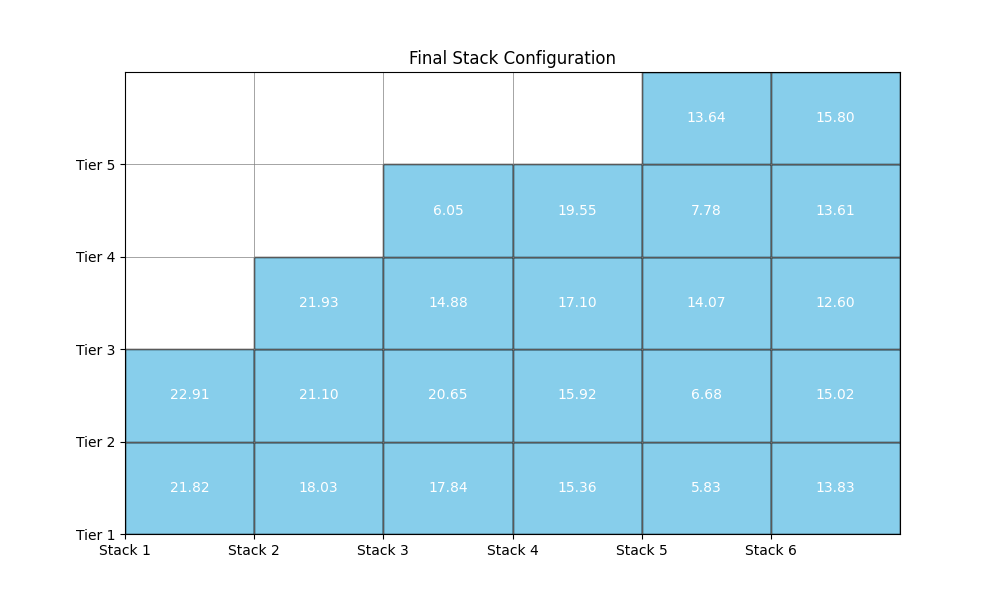 Final Stack Configuration
13.64 15.80
Tier 5
6.05 19.55 7.78 13.61
Tier 4
21.93 14.88 17.10 14.07 12.60
Tier 3
22.91 21.10 20.65 15.92 6.68 15.02
Tier 2
21.82 18.03 17.84 15.36 5.83 13.83
Tier 1
Stack 1 Stack 2 Stack 3 Stack 4 Stack 5 Stack 6